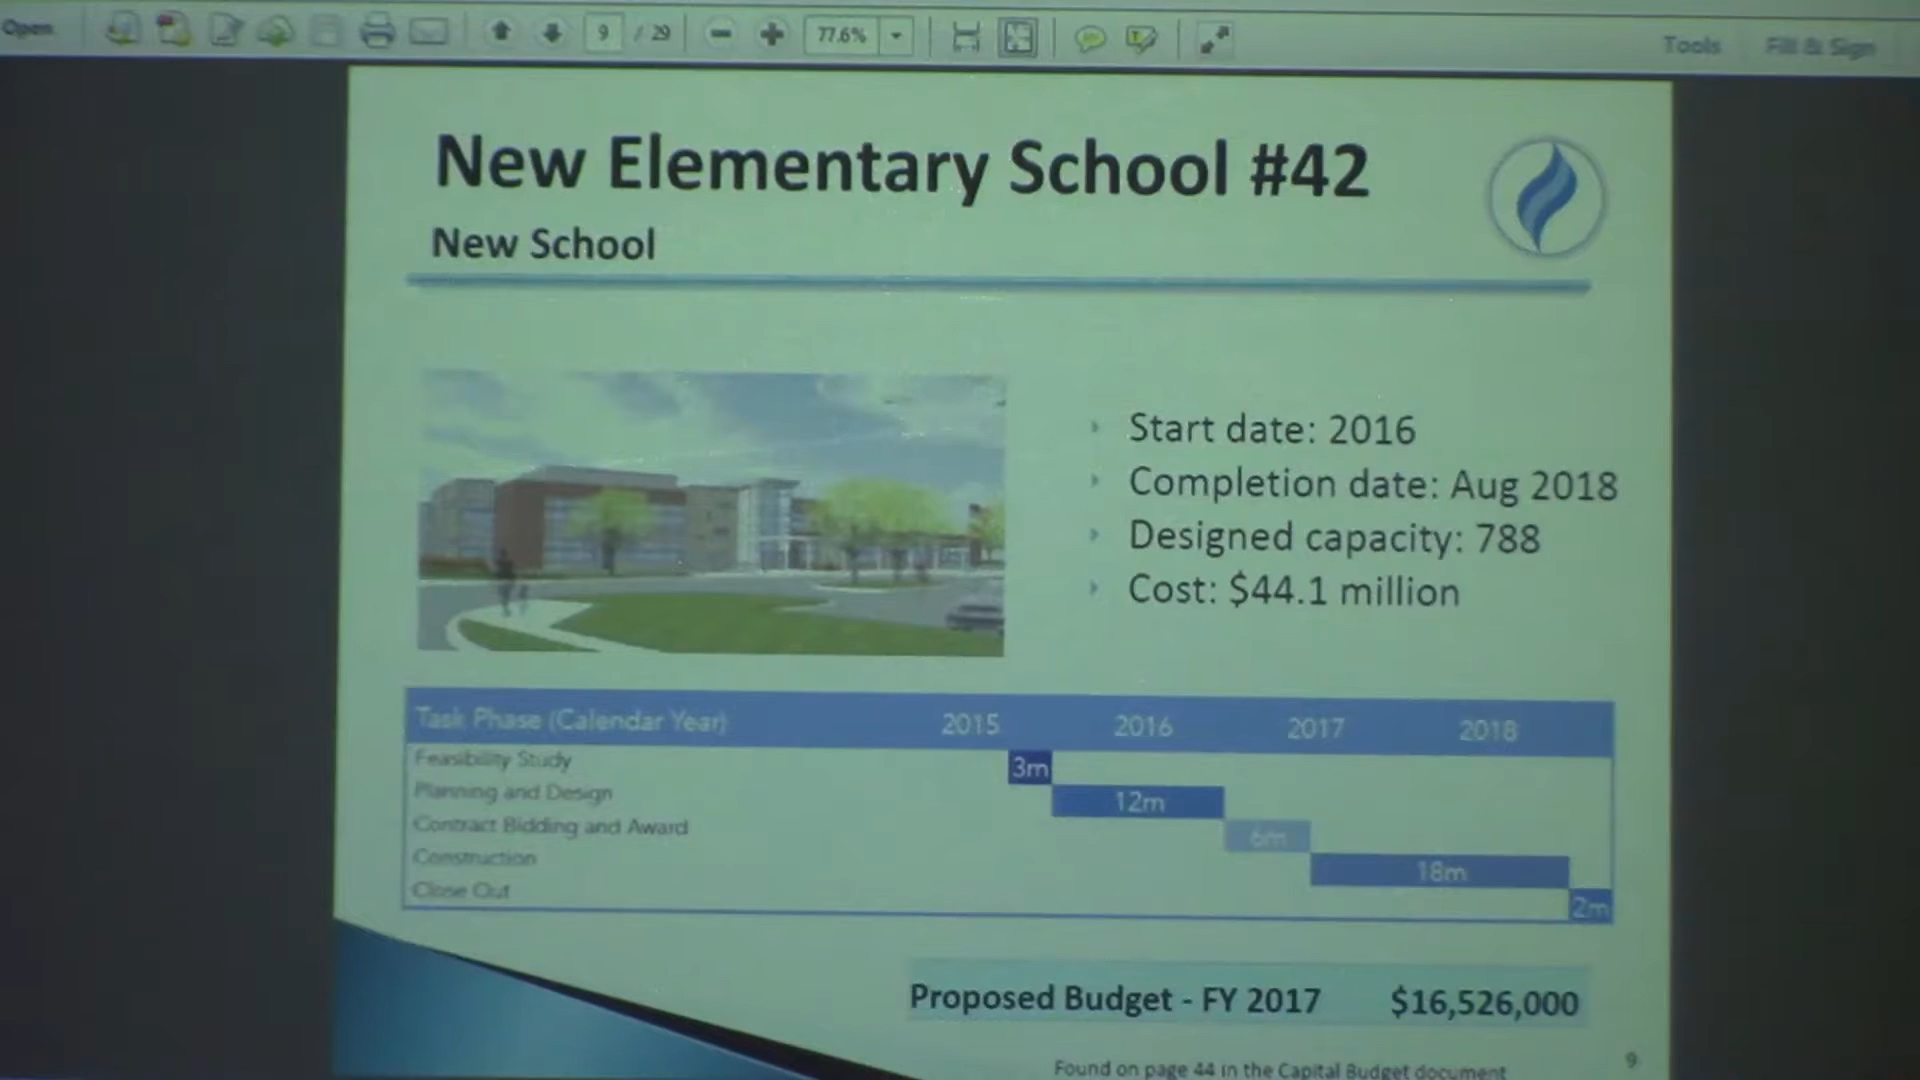 Open 9 / 29 77.6% Tools Fill & Sign
New Elementary School #42
New School
Start date: 2016
Completion date: Aug 2018
Designed capacity: 788
Cost: $44.1 million
Task Phase (Calendar Year) 2015 2016 2017 2018
Feasibility Study 3m
Planning and Design 12m
Contract Bidding and Award 6m
Construction 18m
Close Out 2m
Proposed Budget - FY 2017 $16,526,000
Found on page 44 in the Capital Budget document
9